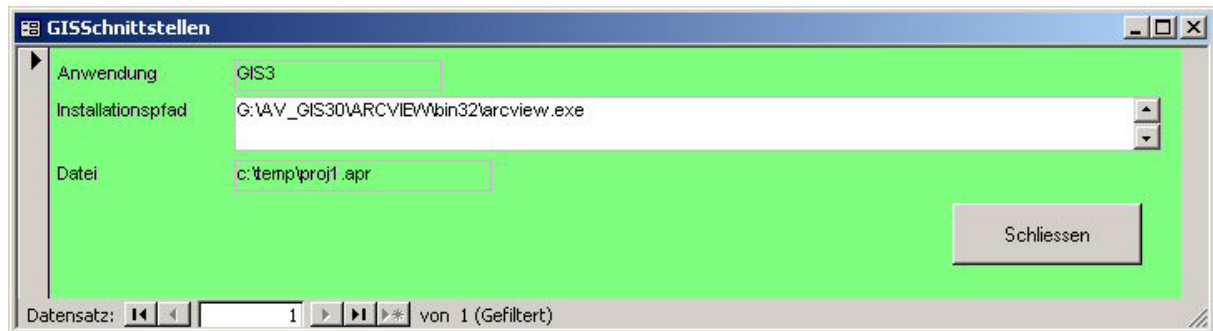 GISSchnittstellen
Anwendung GIS3
Installationspfad G:\AV_GIS30\ARCVIEW\bin32\arcview.exe
Datei c:\temp\proj1.apr
Schliessen
Datensatz: 1 von 1 (Gefiltert)